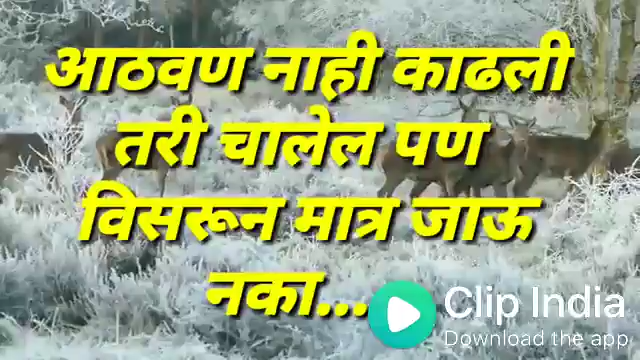 आठवण नाही काढली
तरी चालेल पण
विसरून मात्र जाऊ
नका...
Clip India
Download the app